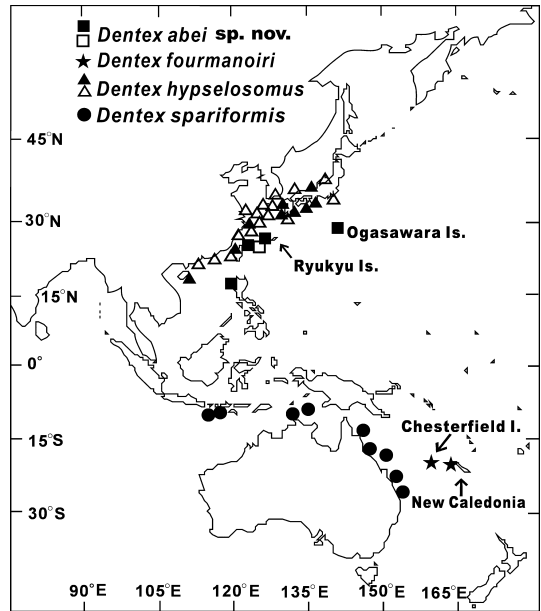 Dentex abei sp. nov.
Dentex fourmanoiri
Dentex hypselosomus
Dentex spariformis
45°N
30°N
Ogasawara Is.
Ryukyu Is.
15°N
0°
Chesterfield I.
15°S
New Caledonia
30°S
90°E 105°E 120°E 135°E 150°E 165°E